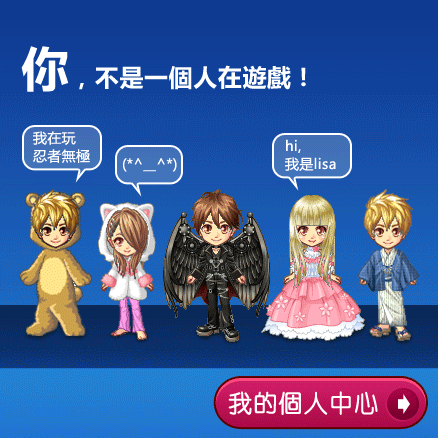 你，不是一個人在遊戲！
我在玩
忍者無極
(*^__^*)
hi,
我是lisa
我的個人中心